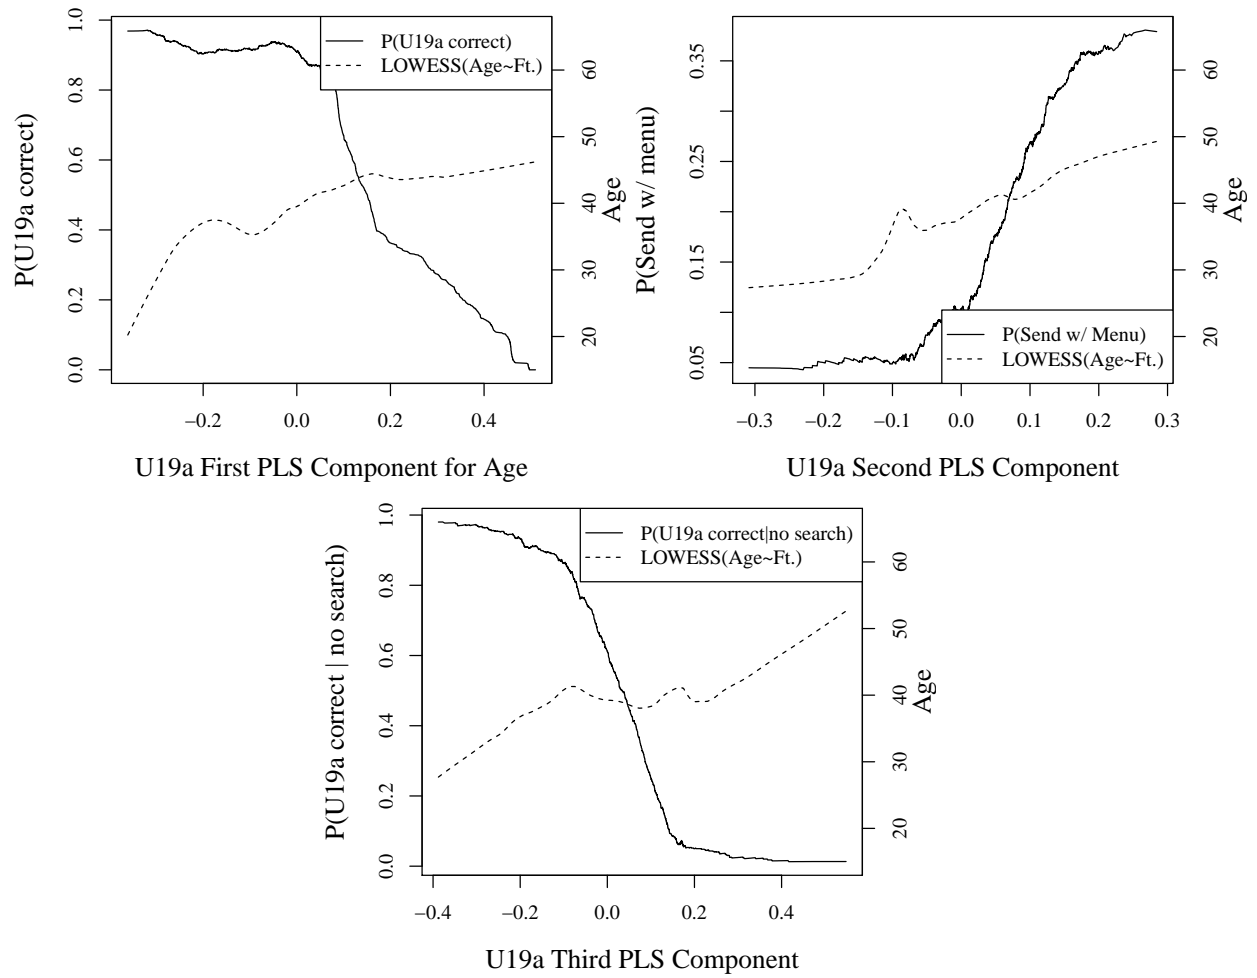 P(U19a correct)
LOWESS(Age~Ft.)
P(U19a correct)
0.0 0.2 0.4 0.6 0.8 1.0
20 30 40 50 60
Age
−0.2 0.0 0.2 0.4
U19a First PLS Component for Age
P(Send w/ menu)
0.05 0.15 0.25 0.35
P(Send w/ Menu)
LOWESS(Age~Ft.)
20 30 40 50 60
Age
−0.3 −0.2 −0.1 0.0 0.1 0.2 0.3
U19a Second PLS Component
P(U19a correct|no search)
LOWESS(Age~Ft.)
P(U19a correct | no search)
0.0 0.2 0.4 0.6 0.8 1.0
20 30 40 50 60
Age
−0.4 −0.2 0.0 0.2 0.4
U19a Third PLS Component